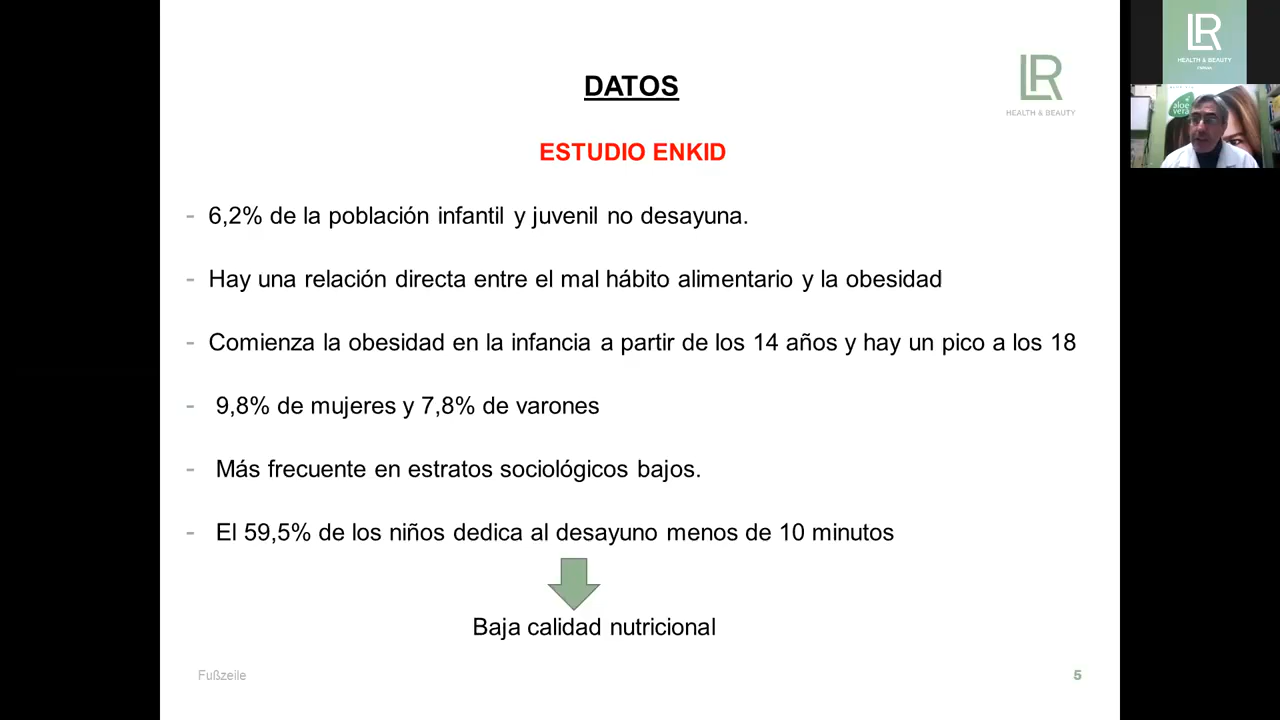 DATOS
LR
HEALTH & BEAUTY
ESTUDIO ENKID
- 6,2% de la población infantil y juvenil no desayuna.
- Hay una relación directa entre el mal hábito alimentario y la obesidad
- Comienza la obesidad en la infancia a partir de los 14 años y hay un pico a los 18
- 9,8% de mujeres y 7,8% de varones
- Más frecuente en estratos sociológicos bajos.
- El 59,5% de los niños dedica al desayuno menos de 10 minutos
Baja calidad nutricional
Fußzeile
5
LR
HEALTH & BEAUTY
aloe
vera